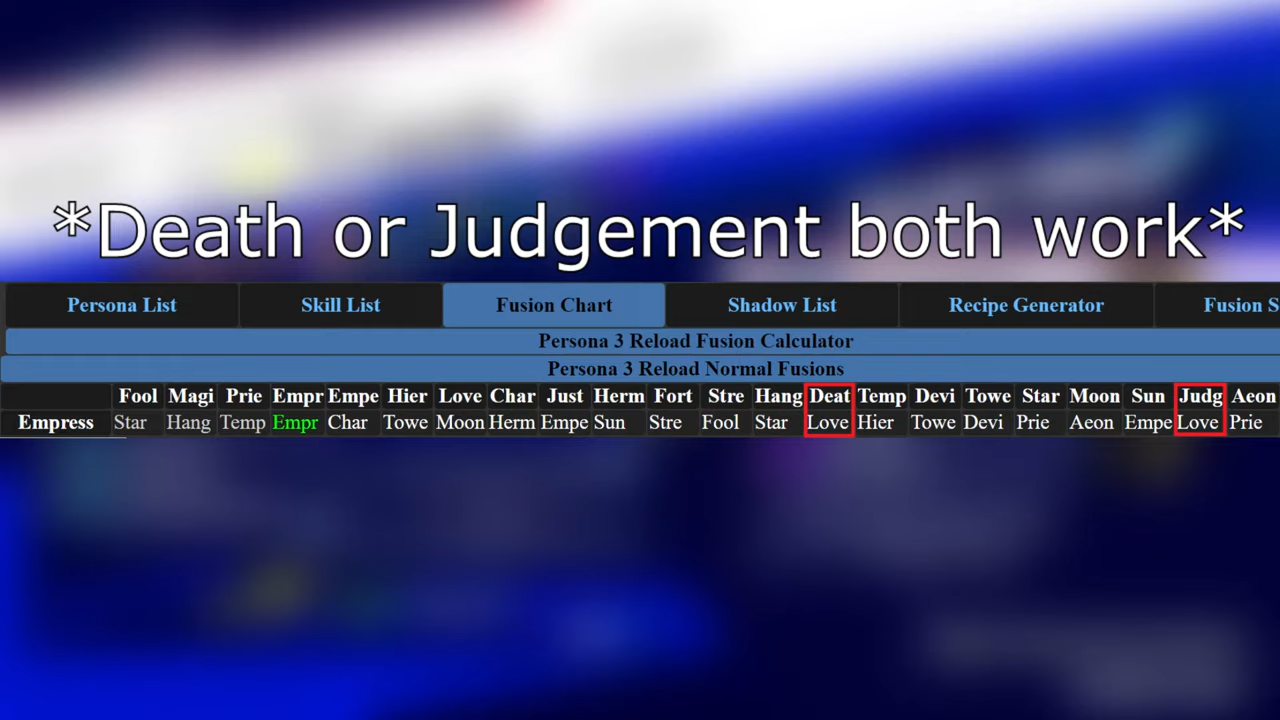 *Death or Judgement both work*
Persona List Skill List Fusion Chart Shadow List Recipe Generator Fusion S
Persona 3 Reload Fusion Calculator
Persona 3 Reload Normal Fusions
Fool Magi Prie Empr Empe Hier Love Char Just Herm Fort Stre Hang Deat Temp Devi Towe Star Moon Sun Judg Aeon
Empress Star Hang Temp Empr Char Towe Moon Herm Empe Sun Stre Fool Star Love Hier Towe Devi Prie Aeon Empe Love Prie